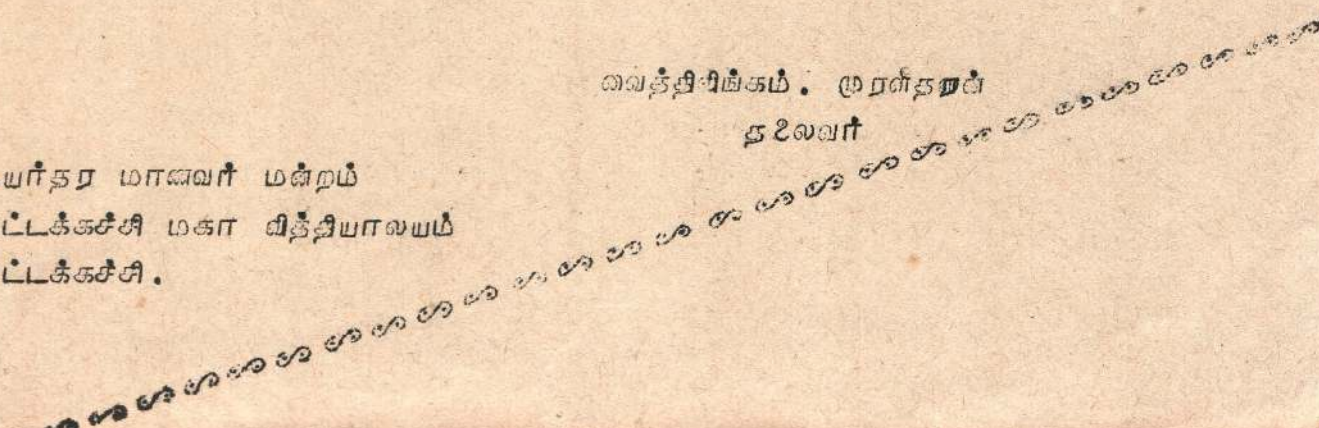 வைத்திலிங்கம். முரளிதரன்
தலைவர்
யர்தர மாணவர் மன்றம்
ட்டக்கச்சி மகா வித்தியாலயம்
ட்டக்கச்சி.